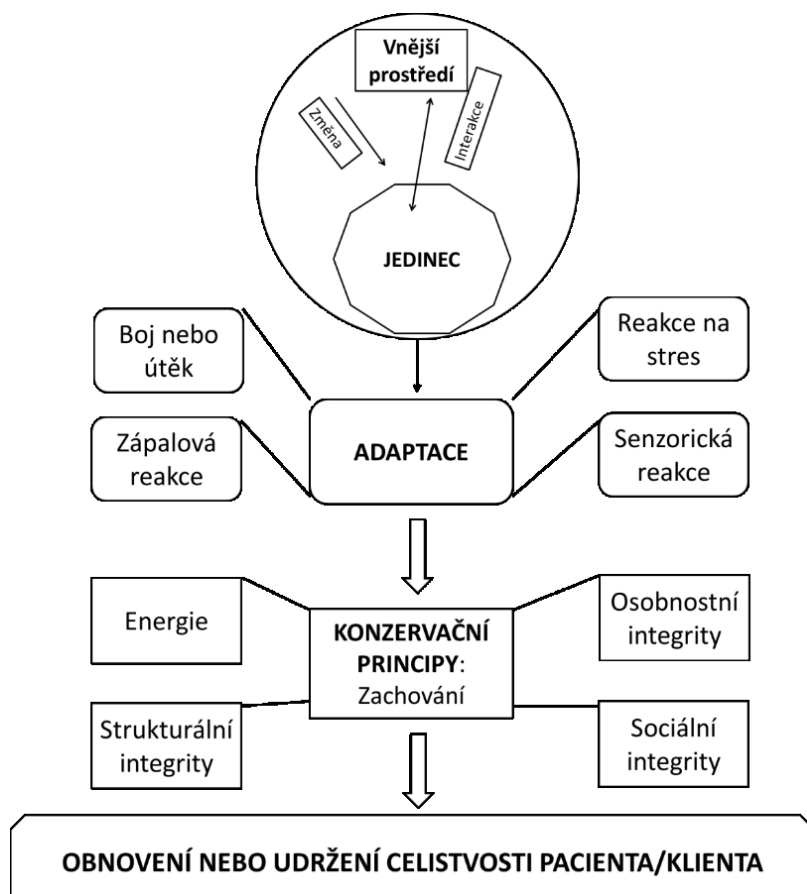 Vnější
prostředí
Změna
Interakce
JEDINEC
Boj nebo
útěk
Reakce na
stres
Zápalová
reakce
ADAPTACE
Senzorická
reakce
Energie
KONZERVAČNÍ
PRINCIPY:
Zachování
Osobnostní
integrity
Strukturální
integrity
Sociální
integrity
OBNOVENÍ NEBO UDRŽENÍ CELISTVOSTI PACIENTA/KLIENTA